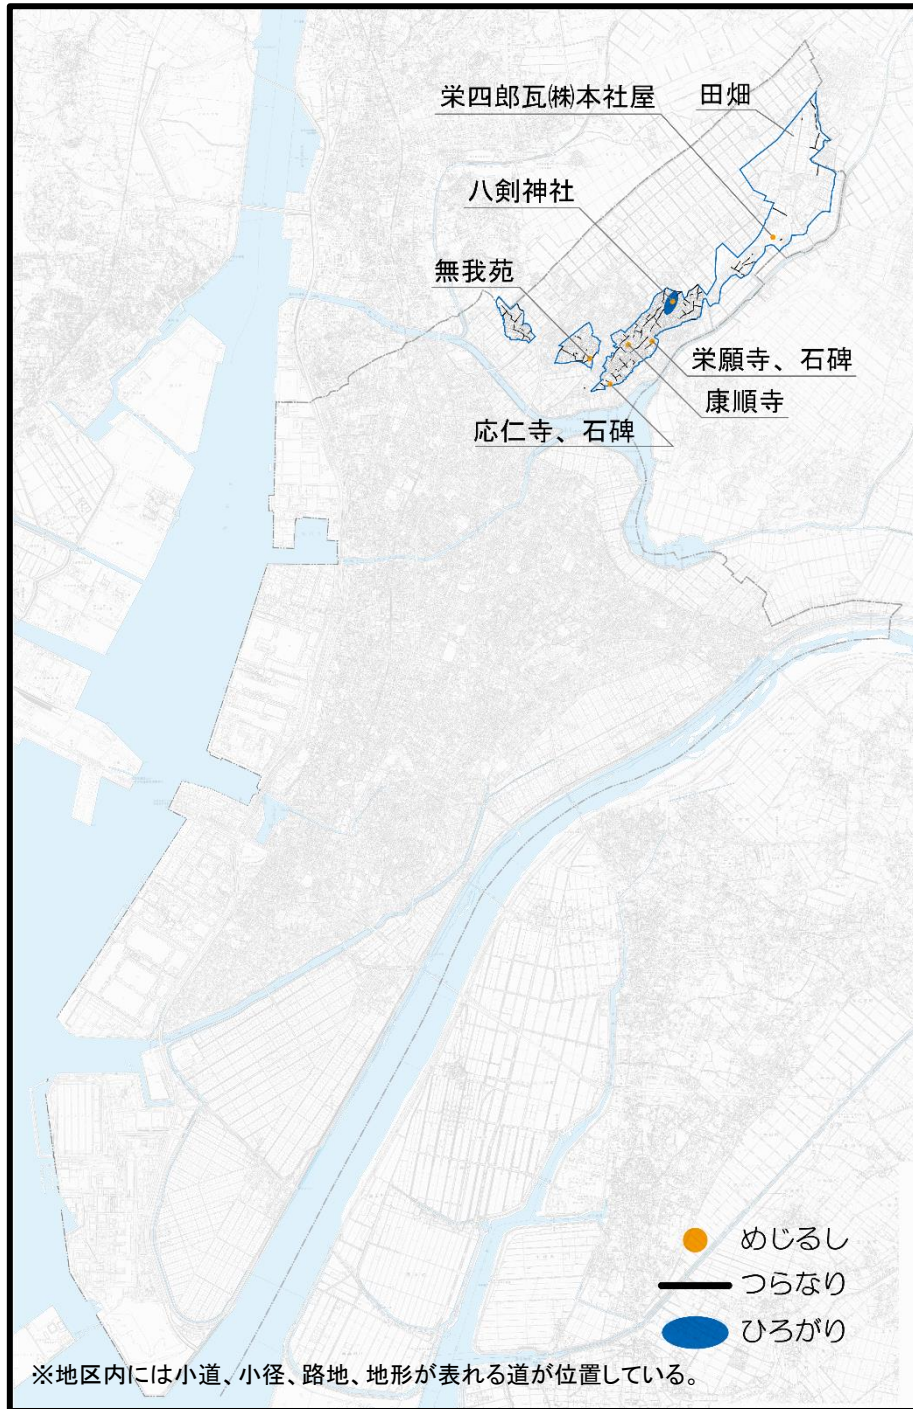 栄四郎瓦㈱本社屋
田畑
八剣神社
無我苑
栄願寺、石碑
康順寺
応仁寺、石碑
めじるし
つらなり
ひろがり
※地区内には小道、小径、路地、地形が表れる道が位置している。